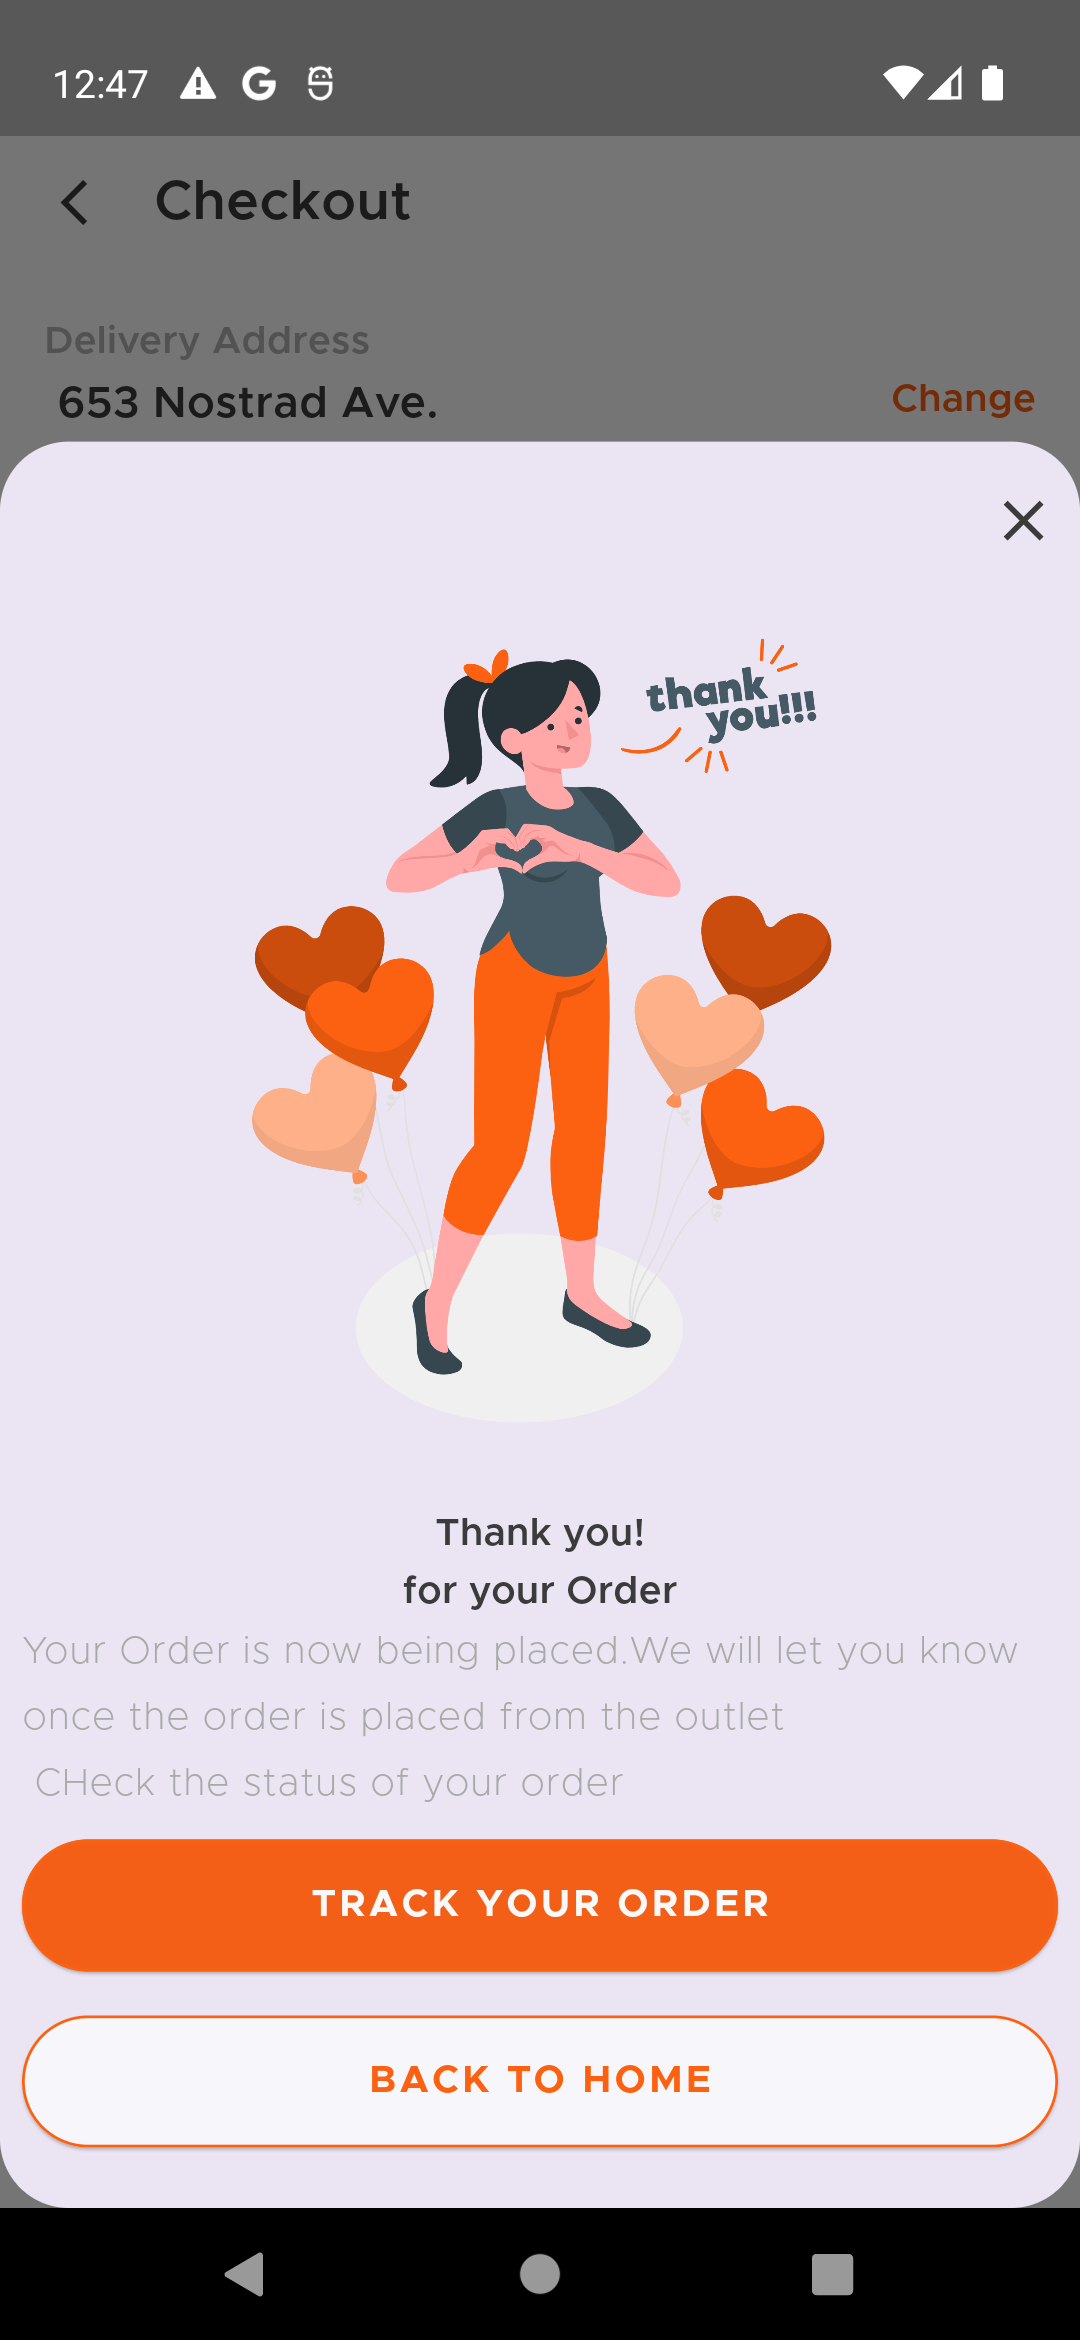 12:47
Checkout
Delivery Address
653 Nostrad Ave.
Change
thank
you!!!
Thank you!
for your Order
Your Order is now being placed.We will let you know
once the order is placed from the outlet
CHeck the status of your order
TRACK YOUR ORDER
BACK TO HOME